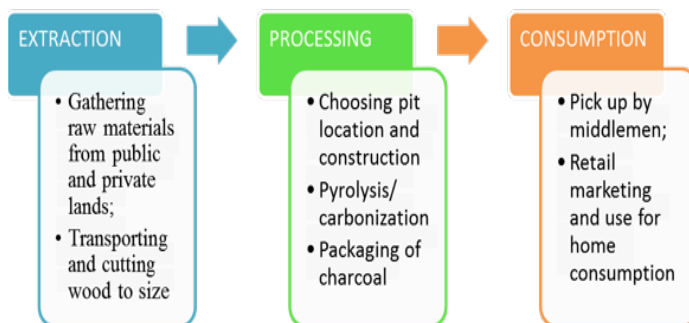 EXTRACTION
• Gathering
raw materials
from public
and private
lands;
• Transporting
and cutting
wood to size
PROCESSING
• Choosing pit
location and
construction
• Pyrolysis/
carbonization
• Packaging of
charcoal
CONSUMPTION
• Pick up by
middlemen;
• Retail
marketing
and use for
home
consumption